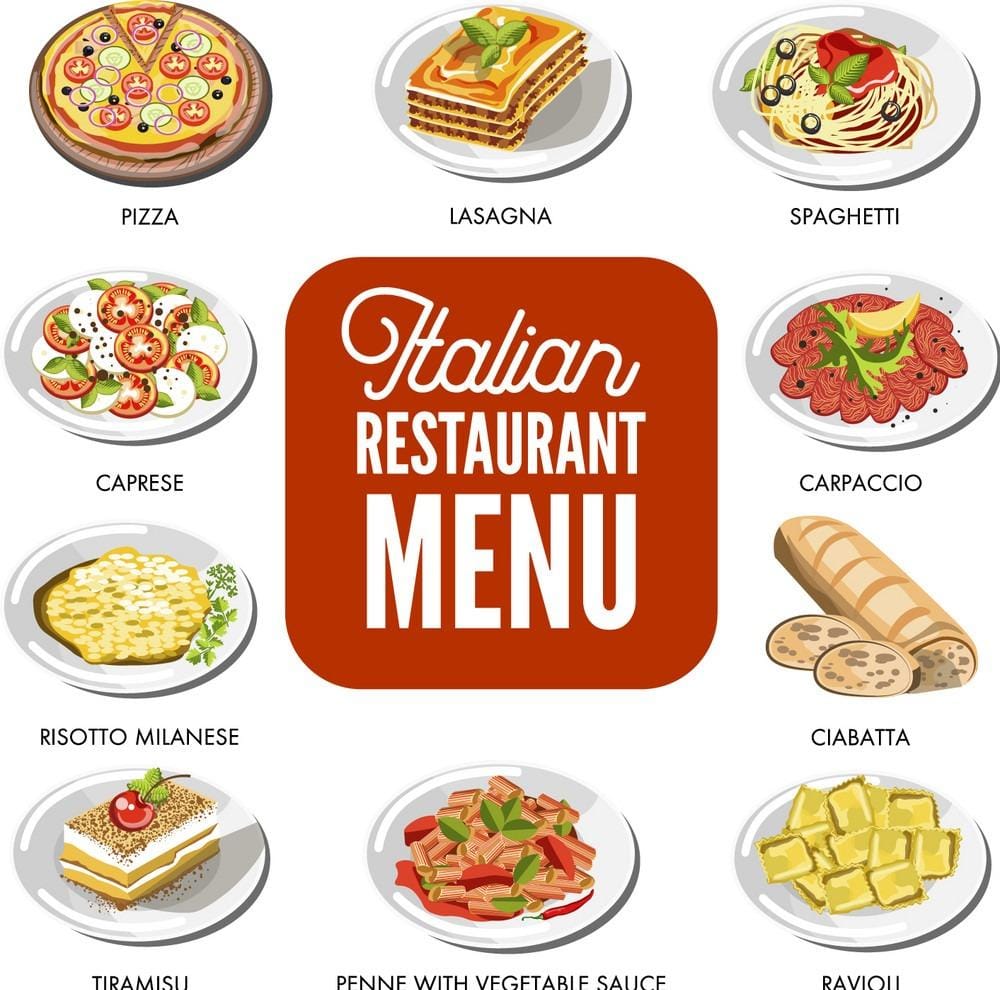 PIZZA
LASAGNA
SPAGHETTI
Italian
RESTAURANT
MENU
CAPRESE
CARPACCIO
RISOTTO MILANESE
CIABATTA
TIRAMISU
PENNE WITH VEGETABLE SAUCE
RAVIOLI